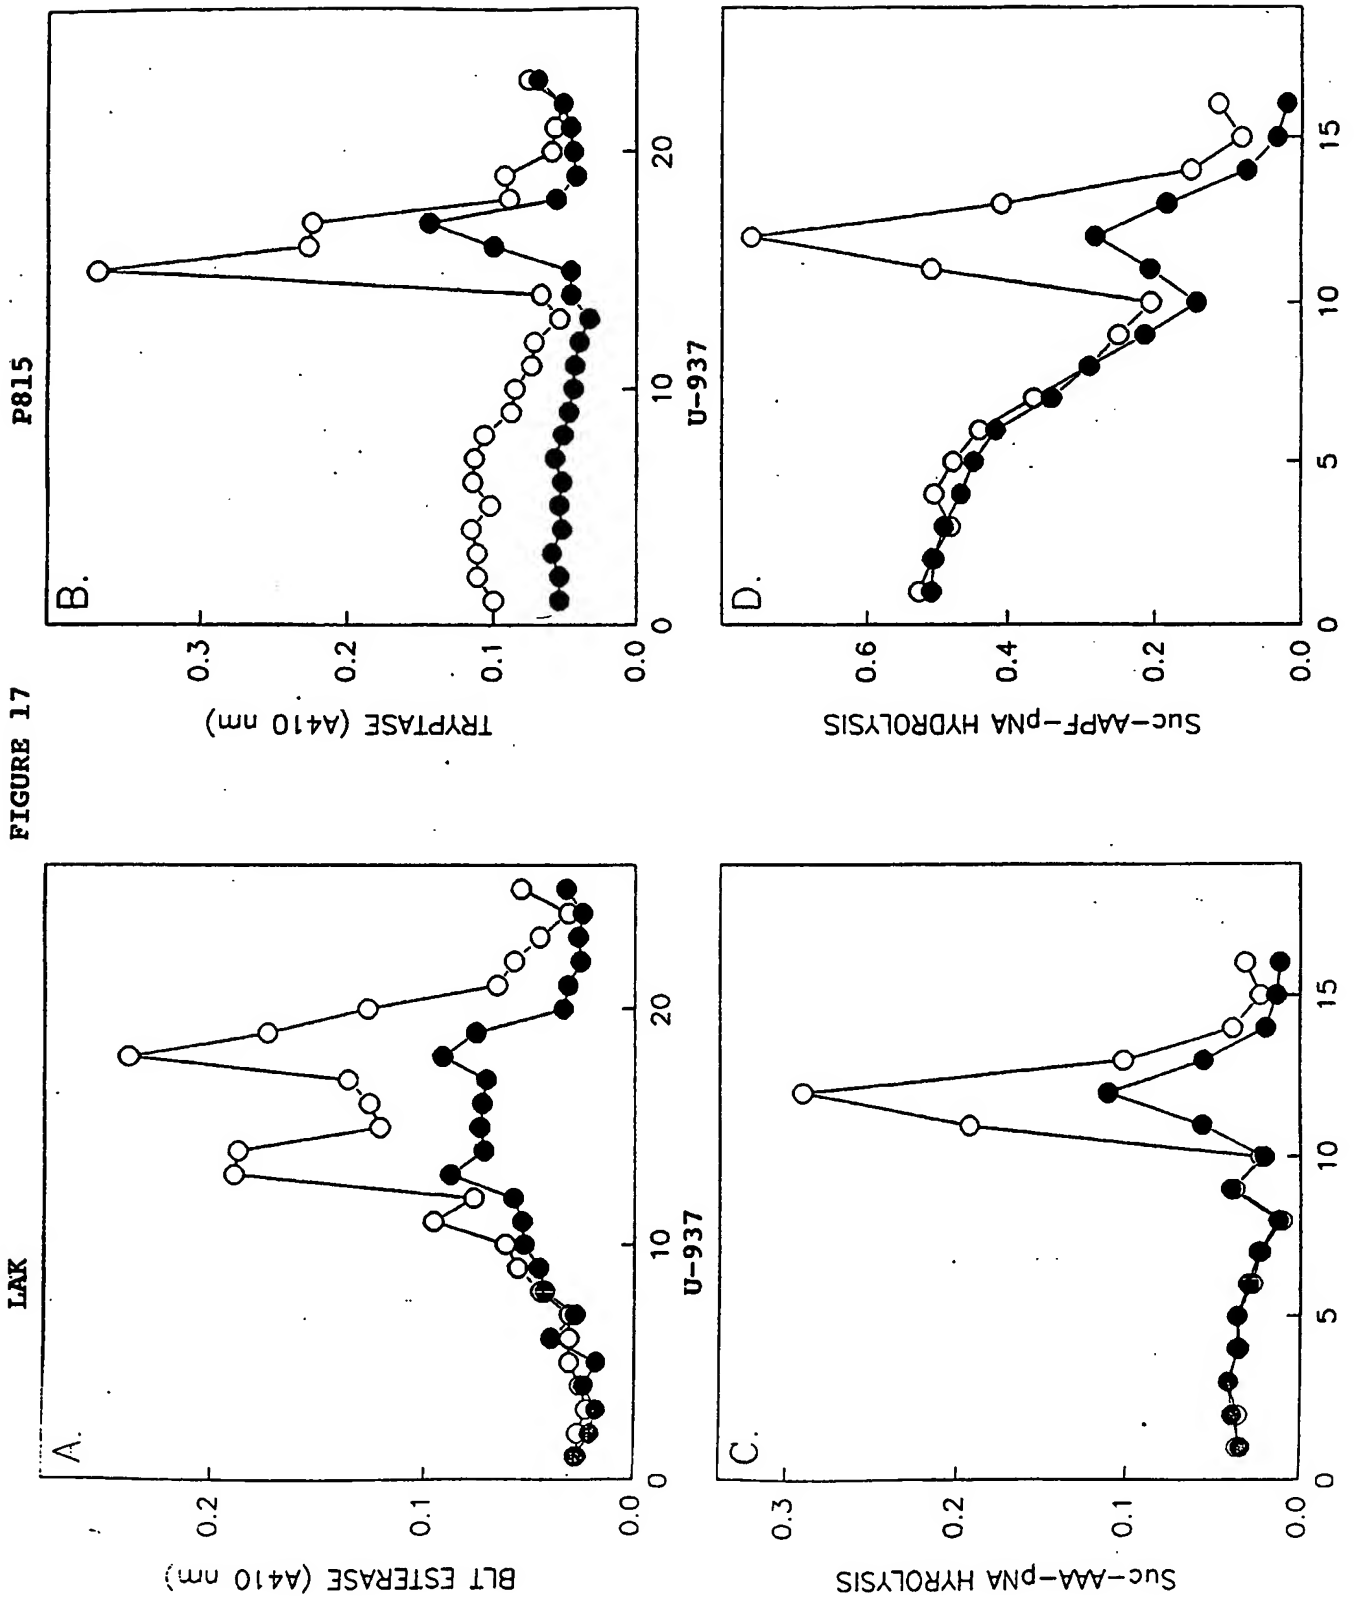 FIGURE 17
LAK
A.
BLT ESTERASE (A410 nm)
0.2
0.1
0.0
0 10 20
P815
B.
TRYPTASE (A410 nm)
0.3
0.2
0.1
0.0
0 10 20
U-937
C.
Suc-AAA-pNA HYROLYSIS
0.3
0.2
0.1
0.0
0 5 10 15
U-937
D.
Suc-AAPF-pNA HYDROLYSIS
0.6
0.4
0.2
0.0
0 5 10 15